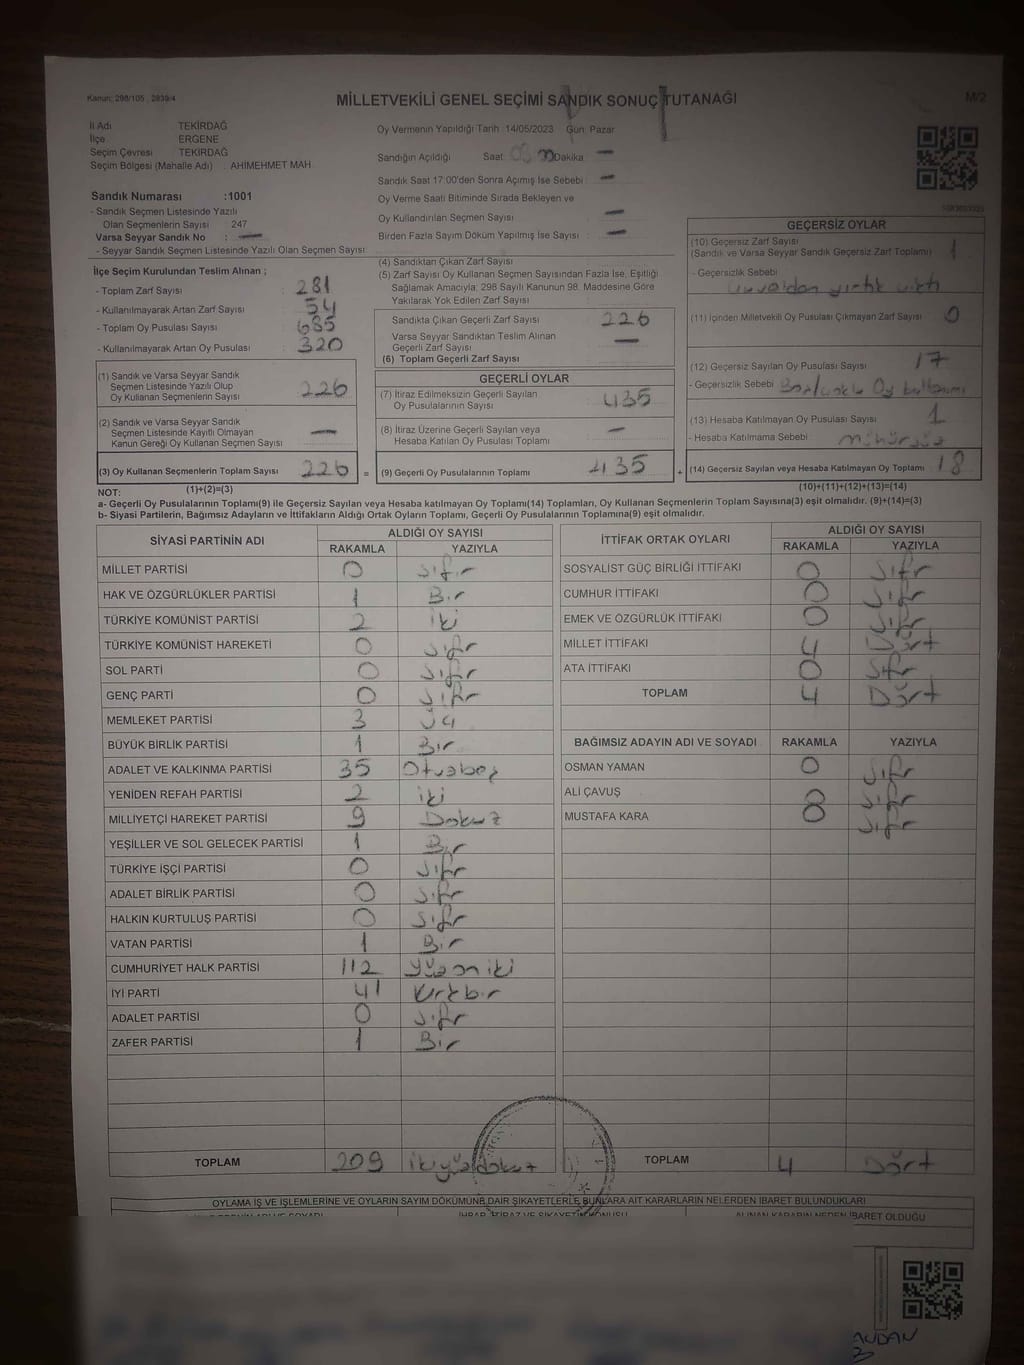 Kanun: 298/105 , 2839/4
MİLLETVEKİLİ GENEL SEÇİMİ SANDIK SONUÇ TUTANAĞI
M/2
İl Adı TEKİRDAĞ
İlçe ERGENE
Seçim Çevresi TEKİRDAĞ
Seçim Bölgesi (Mahalle Adı) : AHİMEHMET MAH.
Oy Vermenin Yapıldığı Tarih :14/05/2023 Gün: Pazar
Sandığın Açıldığı Saat: Dakika —
Sandık Saat 17:00'den Sonra Açılmış İse Sebebi : —
Oy Verme Saati Bitiminde Sırada Bekleyen ve
Oy Kullandırılan Seçmen Sayısı : —
Birden Fazla Sayım Döküm Yapılmış İse Sayısı : —
Sandık Numarası :1001
- Sandık Seçmen Listesinde Yazılı
Olan Seçmenlerin Sayısı : 247
Varsa Seyyar Sandık No : —
- Seyyar Sandık Seçmen Listesinde Yazılı Olan Seçmen Sayısı
İlçe Seçim Kurulundan Teslim Alınan ;
- Toplam Zarf Sayısı : 281
- Kullanılmayarak Artan Zarf Sayısı : 54
- Toplam Oy Pusulası Sayısı : 685
- Kullanılmayarak Artan Oy Pusulası : 320
(1) Sandık ve Varsa Seyyar Sandık
Seçmen Listesinde Yazılı Olup
Oy Kullanan Seçmenlerin Sayısı : 226
(2) Sandık ve Varsa Seyyar Sandık
Seçmen Listesinde Kayıtlı Olmayan
Kanun Gereği Oy Kullanan Seçmen Sayısı : —
(3) Oy Kullanan Seçmenlerin Toplam Sayısı : 226
(1)+(2)=(3)
(4) Sandıktan Çıkan Zarf Sayısı :
(5) Zarf Sayısı Oy Kullanan Seçmen Sayısından Fazla İse, Eşitliği
Sağlamak Amacıyla; 298 Sayılı Kanunun 98. Maddesine Göre
Yakılarak Yok Edilen Zarf Sayısı :
Sandıkta Çıkan Geçerli Zarf Sayısı : 226
Varsa Seyyar Sandıktan Teslim Alınan
Geçerli Zarf Sayısı : —
(6) Toplam Geçerli Zarf Sayısı
GEÇERLİ OYLAR
(7) İtiraz Edilmeksizin Geçerli Sayılan
Oy Pusulalarının Sayısı : 435
(8) İtiraz Üzerine Geçerli Sayılan veya
Hesaba Katılan Oy Pusulası Toplamı : —
= (9) Geçerli Oy Pusulalarının Toplamı : 435 +
GEÇERSİZ OYLAR
(10) Geçersiz Zarf Sayısı
(Sandık ve Varsa Seyyar Sandık Geçersiz Zarf Toplamı) : 1
- Geçersizlik Sebebi :
yırtık çıktı
(11) İçinden Milletvekili Oy Pusulası Çıkmayan Zarf Sayısı : 0
(12) Geçersiz Sayılan Oy Pusulası Sayısı : 17
- Geçersizlik Sebebi : Oy
(13) Hesaba Katılmayan Oy Pusulası Sayısı : 1
- Hesaba Katılmama Sebebi : mühürsüz
(14) Geçersiz Sayılan veya Hesaba Katılmayan Oy Toplamı : 18
(10)+(11)+(12)+(13)=(14)
NOT:
a- Geçerli Oy Pusulalarının Toplamı(9) ile Geçersiz Sayılan veya Hesaba katılmayan Oy Toplamı(14) Toplamları, Oy Kullanan Seçmenlerin Toplam Sayısına(3) eşit olmalıdır. (9)+(14)=(3)
b- Siyasi Partilerin, Bağımsız Adayların ve İttifakların Aldığı Ortak Oyların Toplamı, Geçerli Oy Pusulalarının Toplamına(9) eşit olmalıdır.
SİYASİ PARTİNİN ADI ALDIĞI OY SAYISI
RAKAMLA YAZIYLA
MİLLET PARTİSİ 0 Sıfır
HAK VE ÖZGÜRLÜKLER PARTİSİ 1 Bir
TÜRKİYE KOMÜNİST PARTİSİ 2 iki
TÜRKİYE KOMÜNİST HAREKETİ 0 Sıfır
SOL PARTİ 0 Sıfır
GENÇ PARTİ 0 Sıfır
MEMLEKET PARTİSİ 3 Üç
BÜYÜK BİRLİK PARTİSİ 1 Bir
ADALET VE KALKINMA PARTİSİ 35 Otuzbeş
YENİDEN REFAH PARTİSİ 2 iki
MİLLİYETÇİ HAREKET PARTİSİ 9 Dokuz
YEŞİLLER VE SOL GELECEK PARTİSİ 1 Bir
TÜRKİYE İŞÇİ PARTİSİ 0 Sıfır
ADALET BİRLİK PARTİSİ 0 Sıfır
HALKIN KURTULUŞ PARTİSİ 0 Sıfır
VATAN PARTİSİ 1 Bir
CUMHURİYET HALK PARTİSİ 112 Yüzoniki
İYİ PARTİ 41 Kırkbir
ADALET PARTİSİ 0 Sıfır
ZAFER PARTİSİ 1 Bir
TOPLAM 209 ikiyüzdokuz
İTTİFAK ORTAK OYLARI ALDIĞI OY SAYISI
RAKAMLA YAZIYLA
SOSYALİST GÜÇ BİRLİĞİ İTTİFAKI 0 Sıfır
CUMHUR İTTİFAKI 0 Sıfır
EMEK VE ÖZGÜRLÜK İTTİFAKI 0 Sıfır
MİLLET İTTİFAKI 4 Dört
ATA İTTİFAKI 0 Sıfır
TOPLAM 4 Dört
BAĞIMSIZ ADAYIN ADI VE SOYADI RAKAMLA YAZIYLA
OSMAN YAMAN 0 Sıfır
ALİ ÇAVUŞ 0 Sıfır
MUSTAFA KARA 0 Sıfır
TOPLAM 4 Dört
OYLAMA İŞ VE İŞLEMLERİNE VE OYLARIN SAYIM DÖKÜMÜNE DAİR ŞİKAYETLERLE BUNLARA AİT KARARLARIN NELERDEN İBARET BULUNDUKLARI
İHBAR, İTİRAZ VE ŞİKAYETİN KONUSU ALINAN KARARIN NEDEN İBARET OLDUĞU